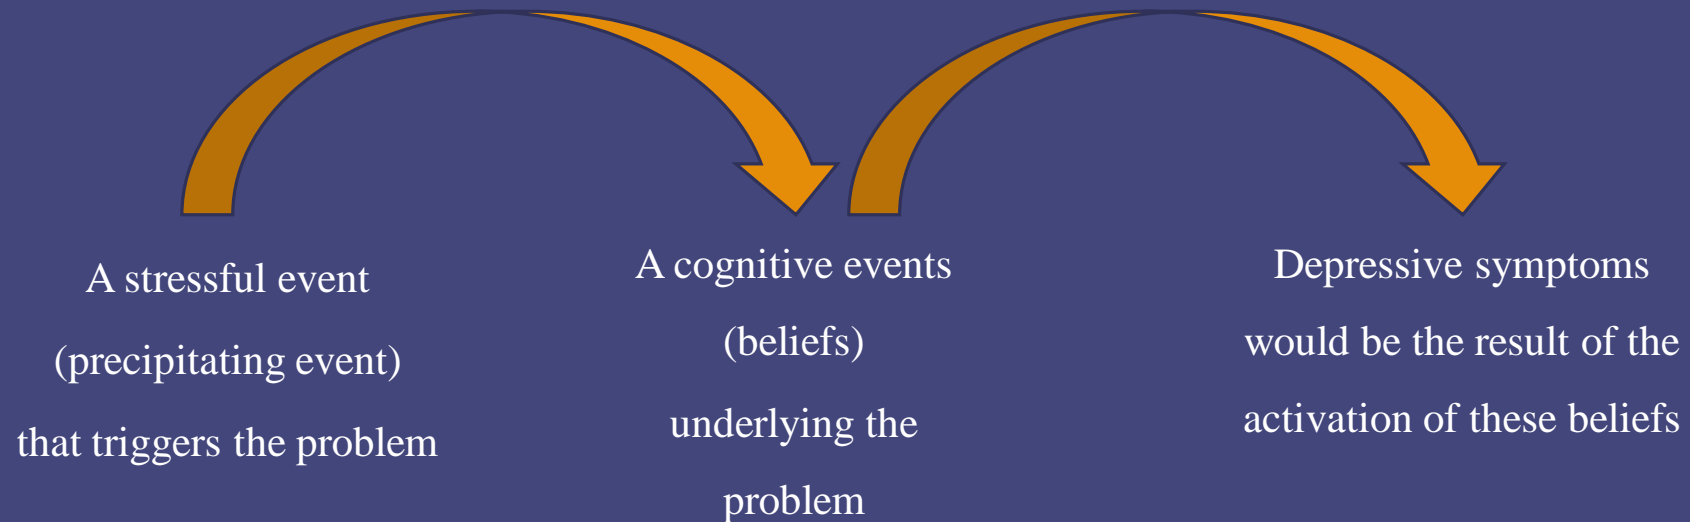 A stressful event
(precipitating event)
that triggers the problem
A cognitive events
(beliefs)
underlying the
problem
Depressive symptoms
would be the result of the
activation of these beliefs